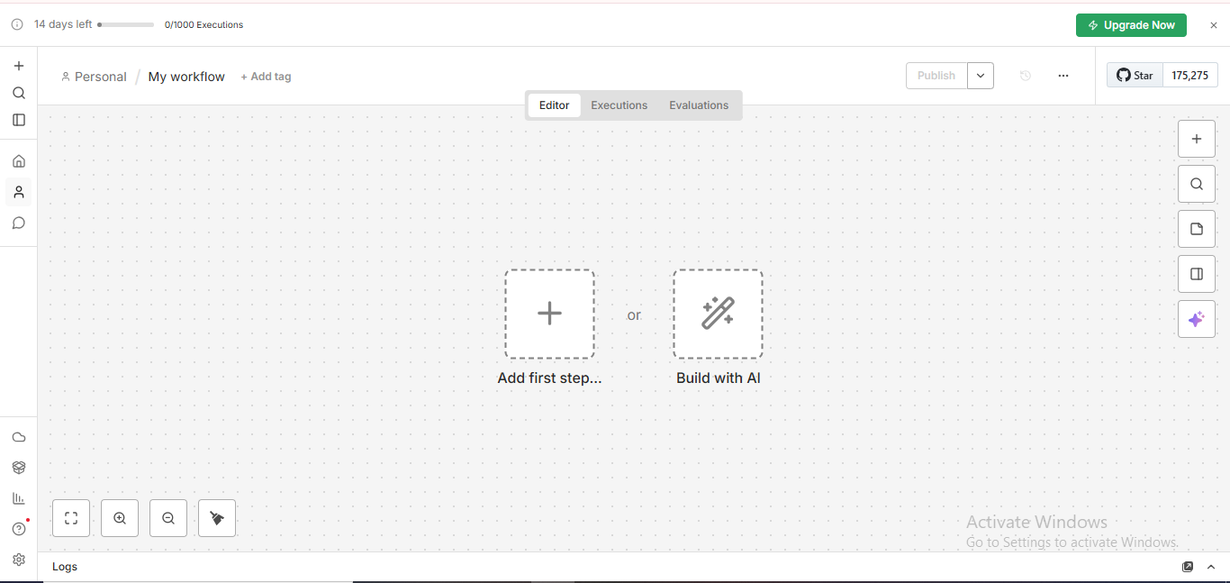 14 days left 0/1000 Executions Upgrade Now
Personal / My workflow + Add tag Publish Star 175,275
Editor Executions Evaluations
or
Add first step... Build with AI
Activate Windows
Go to Settings to activate Windows.
Logs